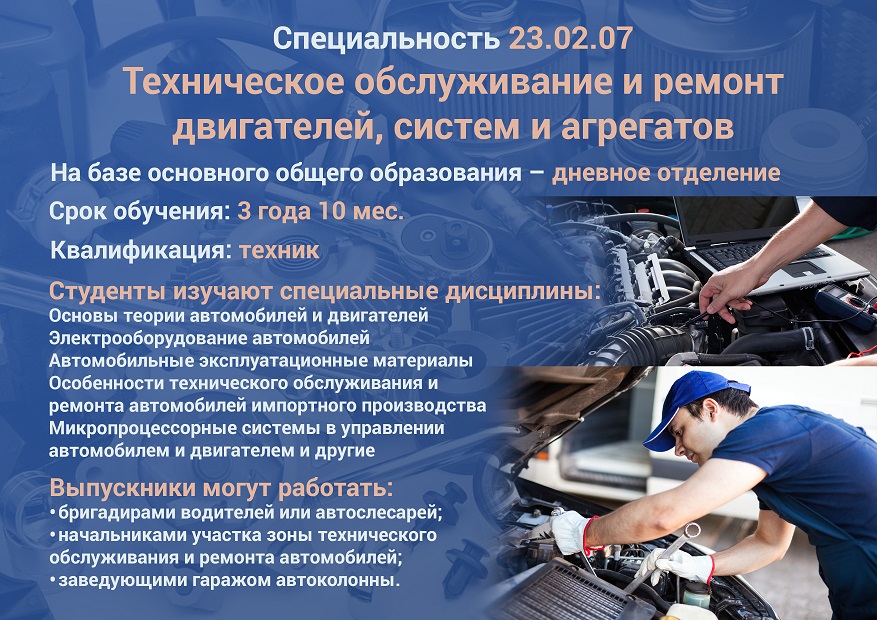 Специальность 23.02.07
Техническое обслуживание и ремонт
двигателей, систем и агрегатов
На базе основного общего образования – дневное отделение
Срок обучения: 3 года 10 мес.
Квалификация: техник
Студенты изучают специальные дисциплины:
Основы теории автомобилей и двигателей
Электрооборудование автомобилей
Автомобильные эксплуатационные материалы
Особенности технического обслуживания и
ремонта автомобилей импортного производства
Микропроцессорные системы в управлении
автомобилем и двигателем и другие
Выпускники могут работать:
•бригадирами водителей или автослесарей;
•начальниками участка зоны технического
обслуживания и ремонта автомобилей;
•заведующими гаражом автоколонны.